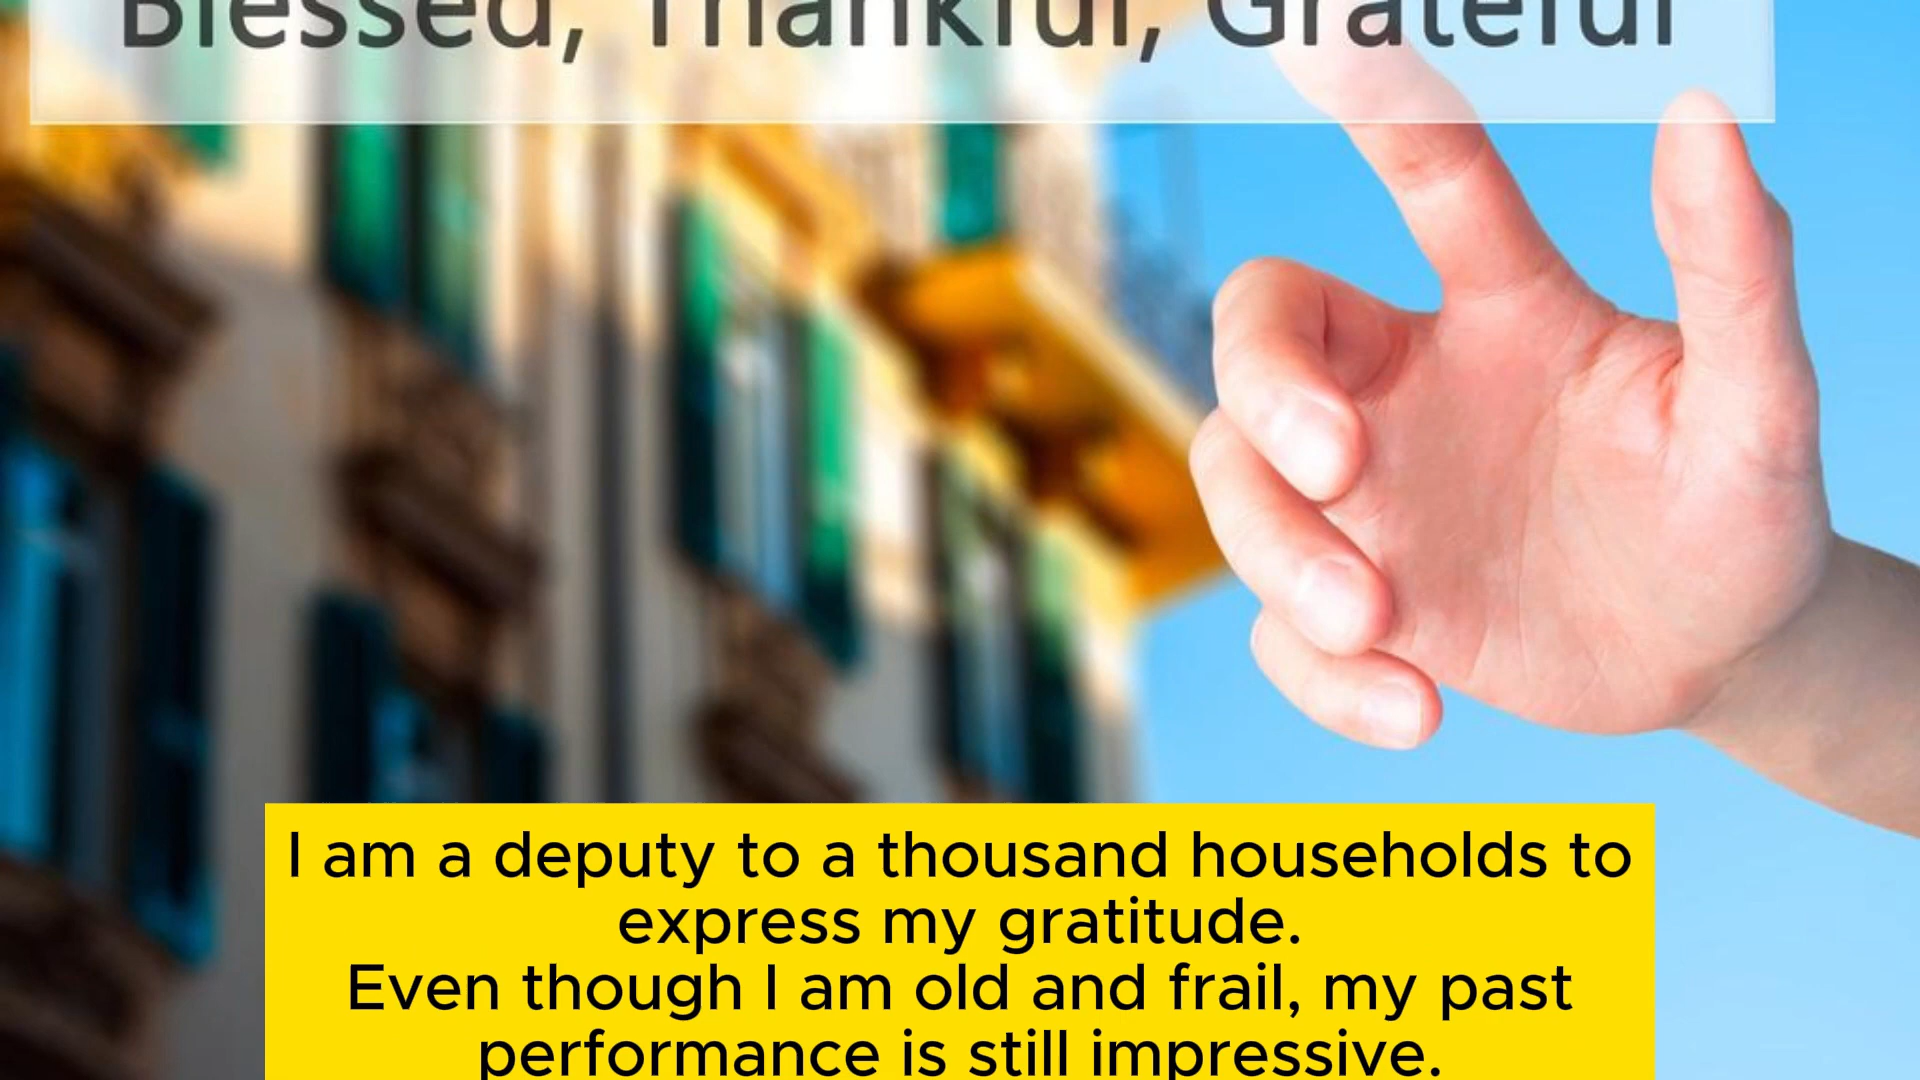 Blessed, Thankful, Grateful
I am a deputy to a thousand households to
express my gratitude.
Even though I am old and frail, my past
performance is still impressive.